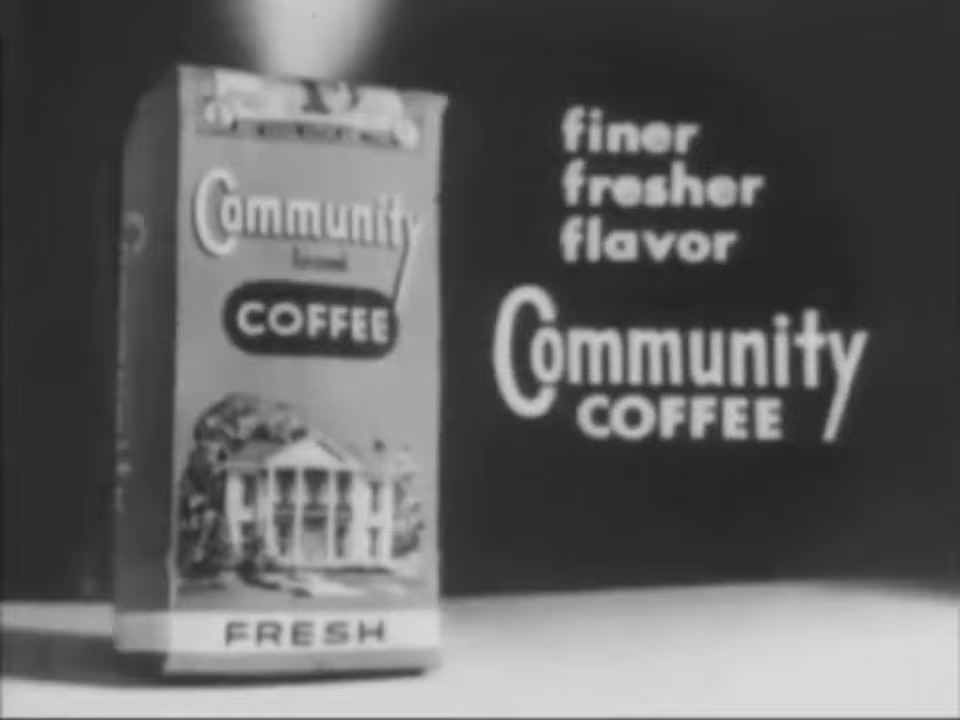 Community
COFFEE
FRESH
finer
fresher
flavor
Community
COFFEE